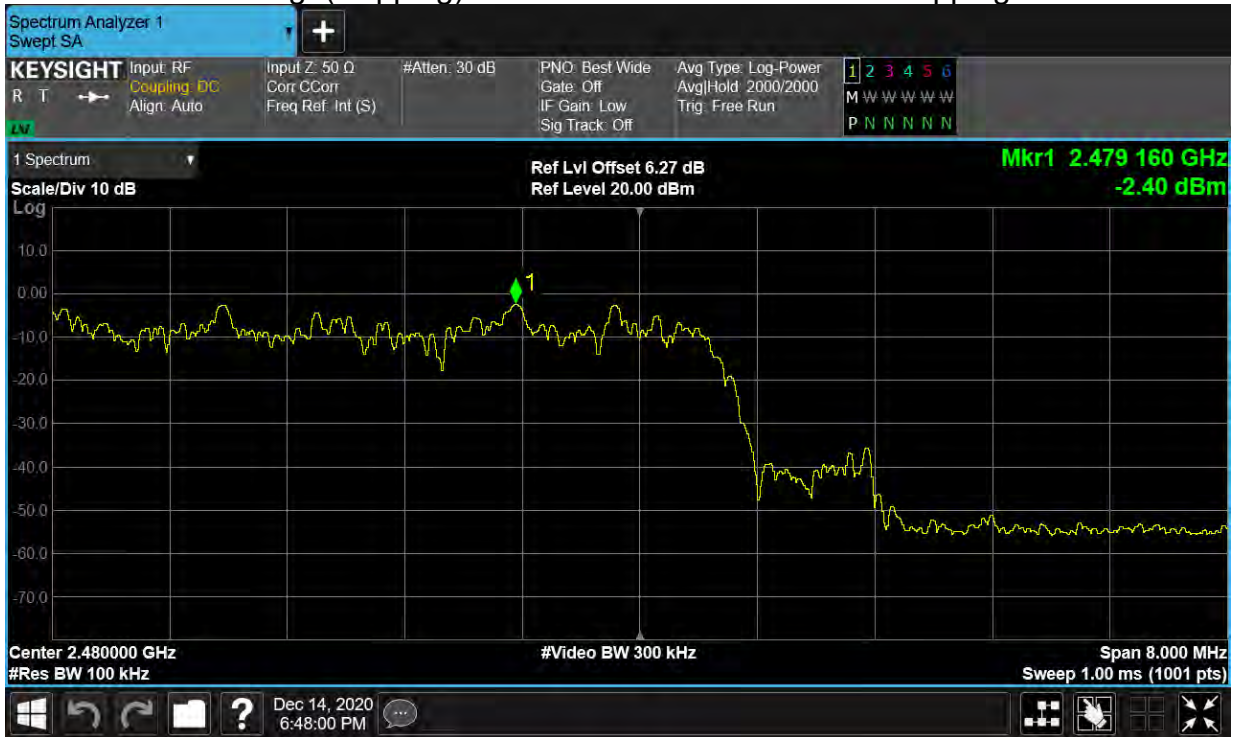 Spectrum Analyzer 1
Swept SA
+
KEYSIGHT Input: RF Input Z: 50 Ω #Atten: 30 dB PNO: Best Wide Avg Type: Log-Power 1 2 3 4 5 6
R T Coupling: DC Corr CCorr Gate: Off Avg|Hold: 2000/2000 M W W W W W W
Align: Auto Freq Ref: Int (S) IF Gain: Low Trig: Free Run P N N N N N N
Sig Track: Off
1 Spectrum Ref Lvl Offset 6.27 dB Mkr1 2.479 160 GHz
Scale/Div 10 dB Ref Level 20.00 dBm -2.40 dBm
Log
10.0
1
0.00
-10.0
-20.0
-30.0
-40.0
-50.0
-60.0
-70.0
Center 2.480000 GHz #Video BW 300 kHz Span 8.000 MHz
#Res BW 100 kHz Sweep 1.00 ms (1001 pts)
? Dec 14, 2020
6:48:00 PM